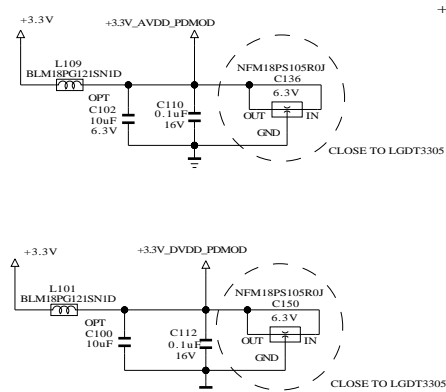 +
+3.3V
+3.3V_AVDD_PDMOD
L109
BLM18PG121SN1D
NFM18PS105R0J
C136
6.3V
OPT
C102
10uF
6.3V
C110
0.1uF
16V
OUT
IN
GND
CLOSE TO LGDT3305
+3.3V
+3.3V_DVDD_PDMOD
L101
BLM18PG121SN1D
NFM18PS105R0J
C150
6.3V
OPT
C100
10uF
C112
0.1uF
16V
OUT
IN
GND
CLOSE TO LGDT3305